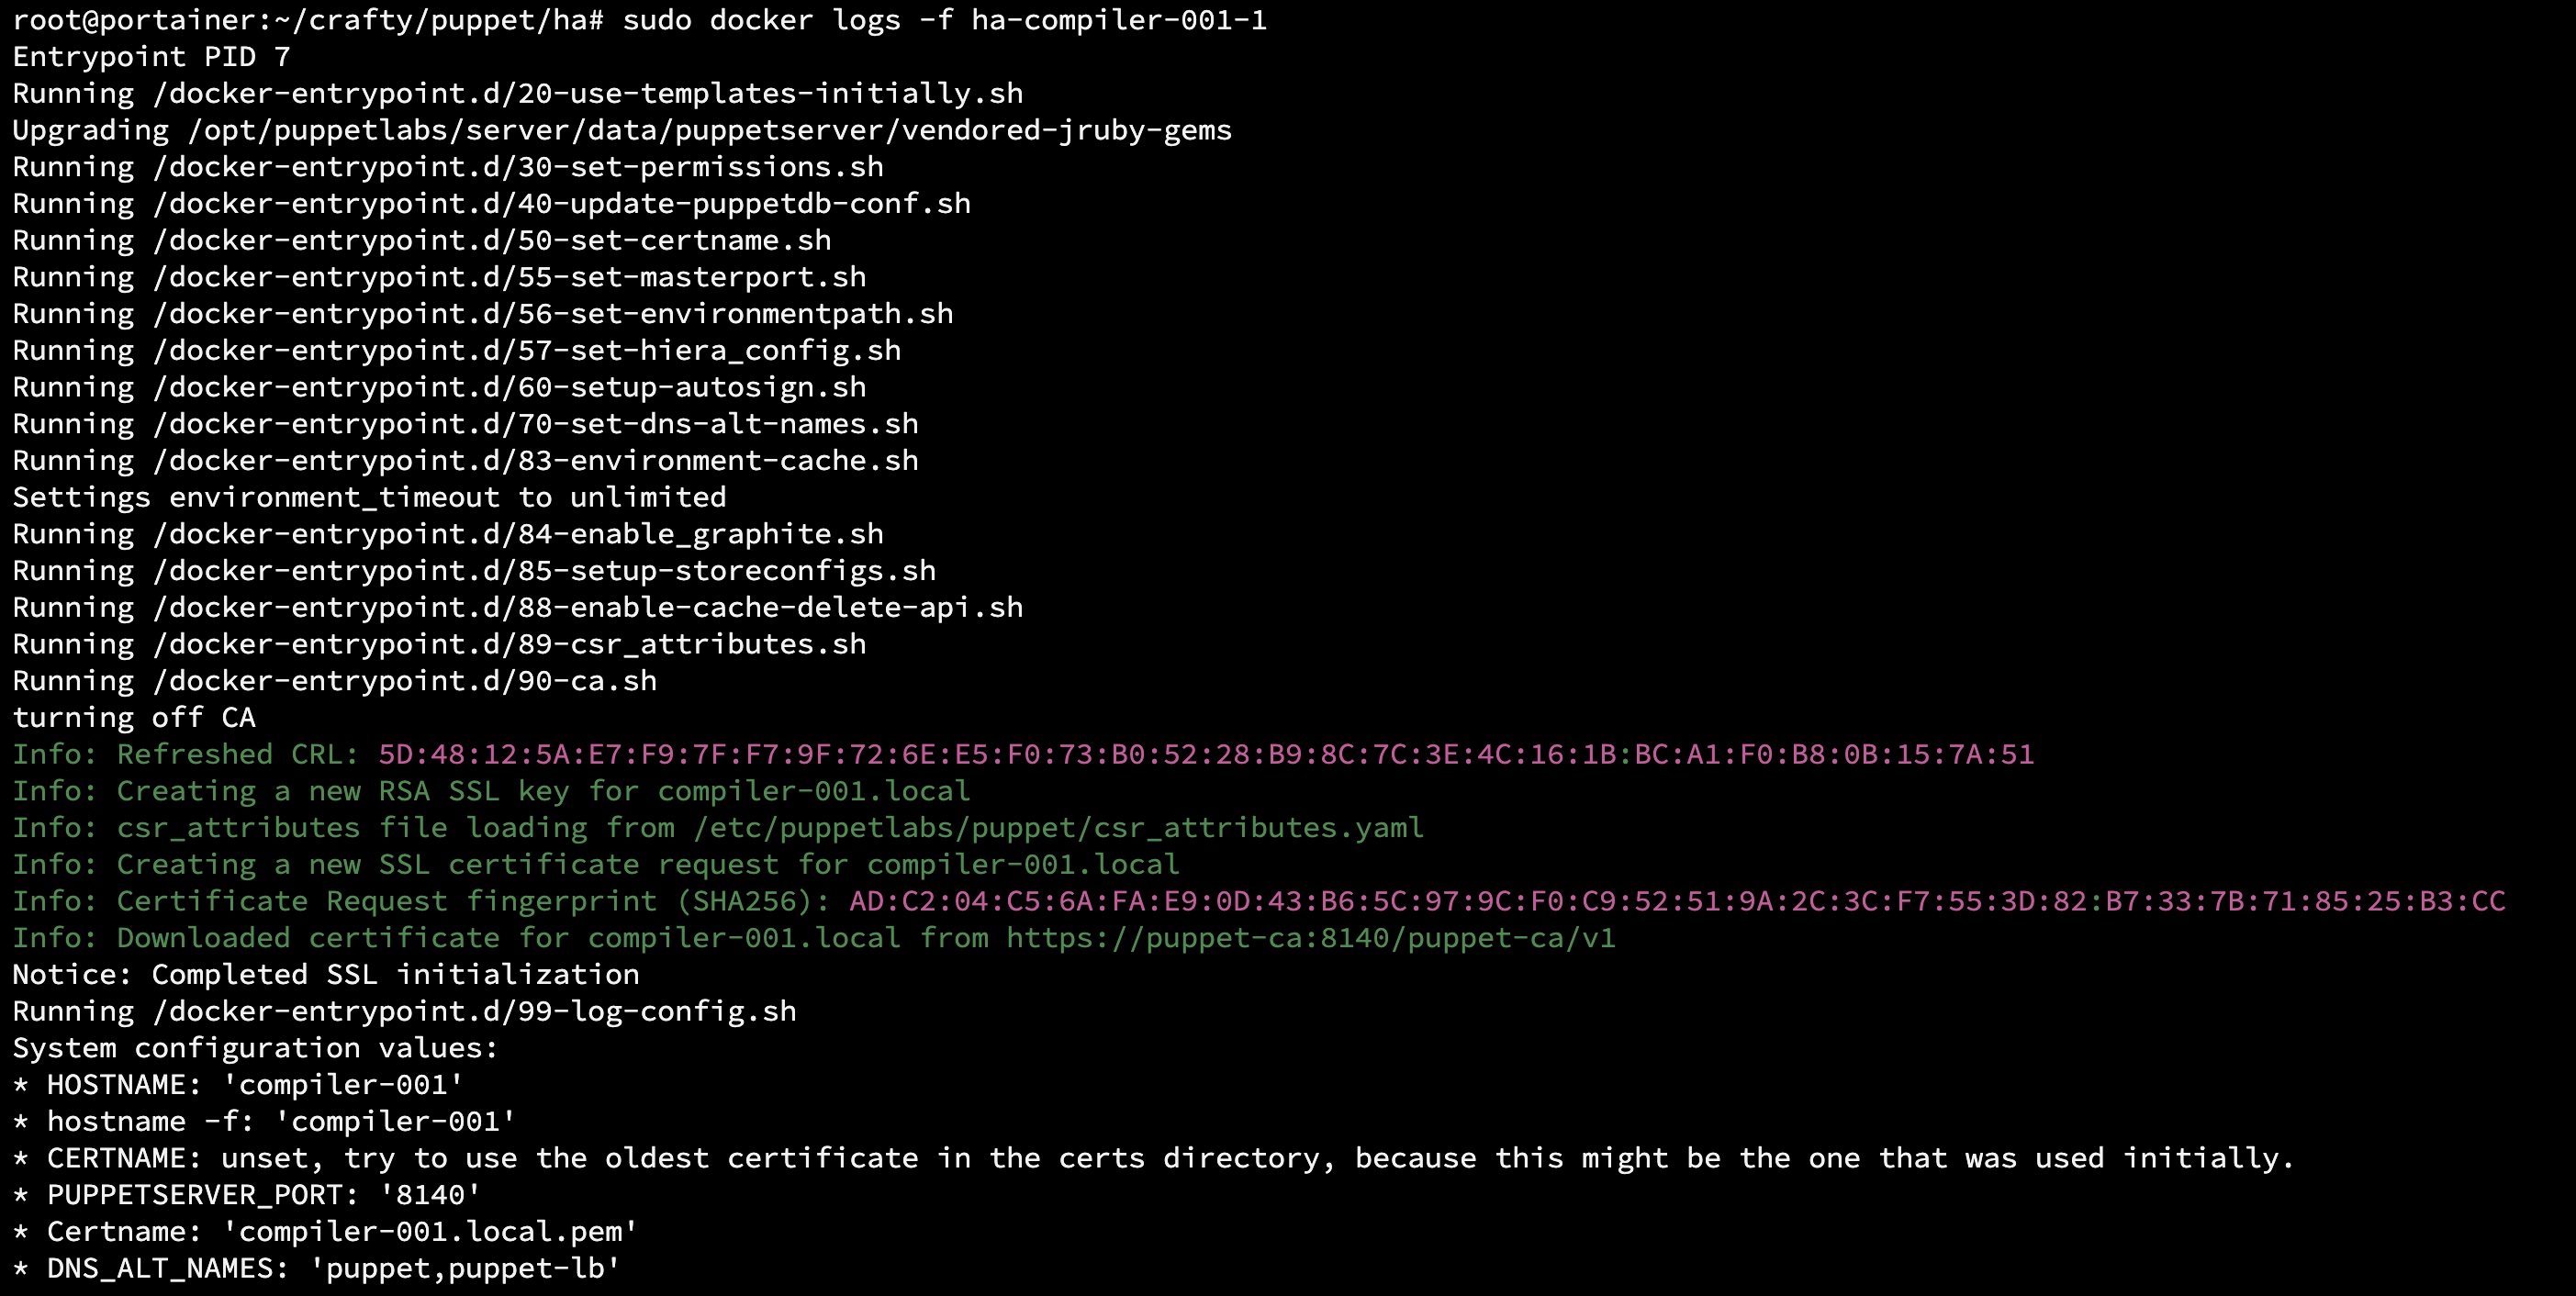 root@portainer:~/crafty/puppet/ha# sudo docker logs -f ha-compiler-001-1
Entrypoint PID 7
Running /docker-entrypoint.d/20-use-templates-initially.sh
Upgrading /opt/puppetlabs/server/data/puppetserver/vendored-jruby-gems
Running /docker-entrypoint.d/30-set-permissions.sh
Running /docker-entrypoint.d/40-update-puppetdb-conf.sh
Running /docker-entrypoint.d/50-set-certname.sh
Running /docker-entrypoint.d/55-set-masterport.sh
Running /docker-entrypoint.d/56-set-environmentpath.sh
Running /docker-entrypoint.d/57-set-hiera_config.sh
Running /docker-entrypoint.d/60-setup-autosign.sh
Running /docker-entrypoint.d/70-set-dns-alt-names.sh
Running /docker-entrypoint.d/83-environment-cache.sh
Settings environment_timeout to unlimited
Running /docker-entrypoint.d/84-enable_graphite.sh
Running /docker-entrypoint.d/85-setup-storeconfigs.sh
Running /docker-entrypoint.d/88-enable-cache-delete-api.sh
Running /docker-entrypoint.d/89-csr_attributes.sh
Running /docker-entrypoint.d/90-ca.sh
turning off CA
Info: Refreshed CRL: 5D:48:12:5A:E7:F9:7F:F7:9F:72:6E:E5:F0:73:B0:52:28:B9:8C:7C:3E:4C:16:1B:BC:A1:F0:B8:0B:15:7A:51
Info: Creating a new RSA SSL key for compiler-001.local
Info: csr_attributes file loading from /etc/puppetlabs/puppet/csr_attributes.yaml
Info: Creating a new SSL certificate request for compiler-001.local
Info: Certificate Request fingerprint (SHA256): AD:C2:04:C5:6A:FA:E9:0D:43:B6:5C:97:9C:F0:C9:52:51:9A:2C:3C:F7:55:3D:82:B7:33:7B:71:85:25:B3:CC
Info: Downloaded certificate for compiler-001.local from https://puppet-ca:8140/puppet-ca/v1
Notice: Completed SSL initialization
Running /docker-entrypoint.d/99-log-config.sh
System configuration values:
* HOSTNAME: 'compiler-001'
* hostname -f: 'compiler-001'
* CERTNAME: unset, try to use the oldest certificate in the certs directory, because this might be the one that was used initially.
* PUPPETSERVER_PORT: '8140'
* Certname: 'compiler-001.local.pem'
* DNS_ALT_NAMES: 'puppet,puppet-lb'